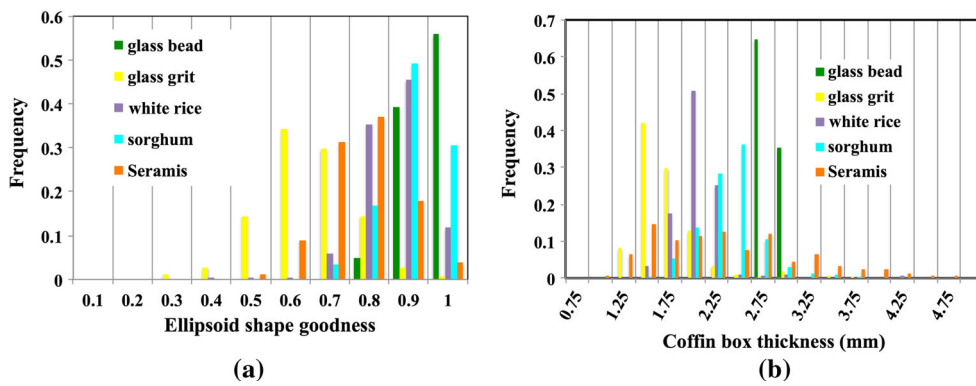 0.6
0.5
0.4
0.3
0.2
0.1
0
Frequency
glass bead
glass grit
white rice
sorghum
Seramis
0.1 0.2 0.3 0.4 0.5 0.6 0.7 0.8 0.9 1
Ellipsoid shape goodness
(a)
0.7
0.6
0.5
0.4
0.3
0.2
0.1
0
Frequency
glass bead
glass grit
white rice
sorghum
Seramis
0.75 1.25 1.75 2.25 2.75 3.25 3.75 4.25 4.75
Coffin box thickness (mm)
(b)